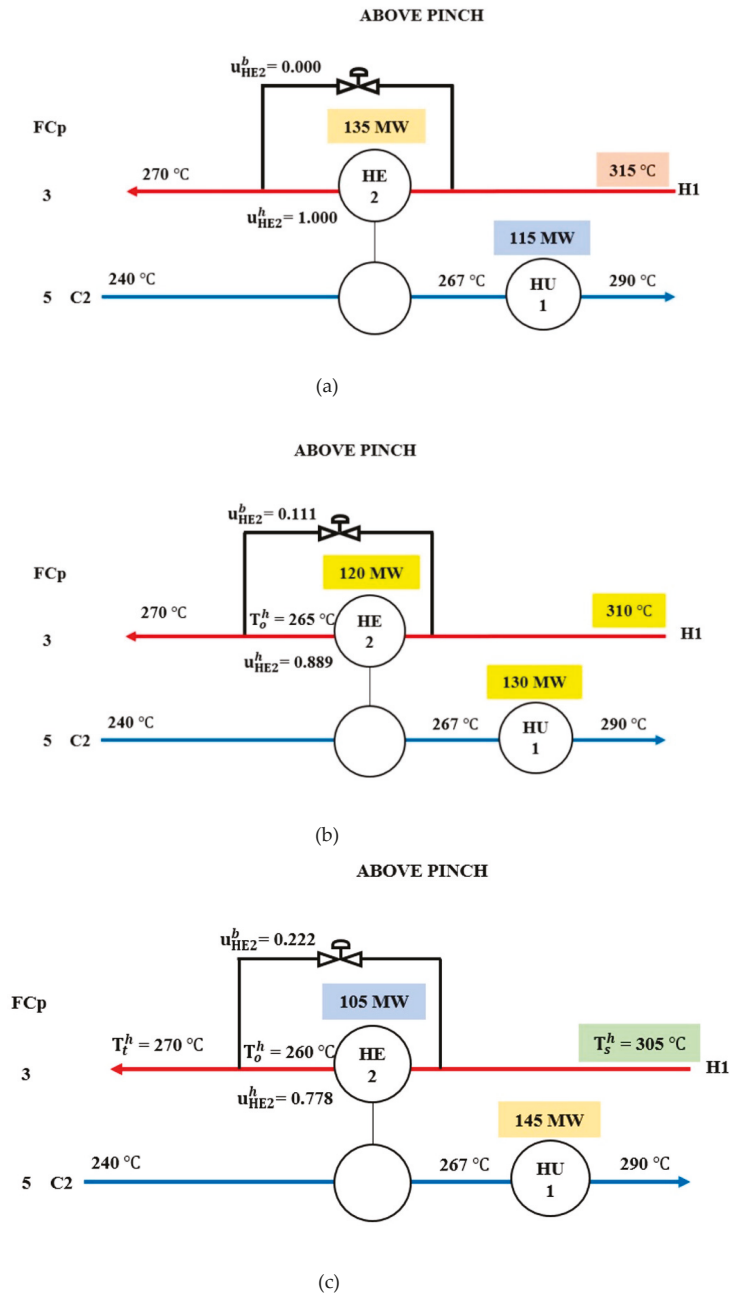 ABOVE PINCH
u^b_HE2 = 0.000
FCp
135 MW
270 °C
HE
2
315 °C
H1
3
u^h_HE2 = 1.000
115 MW
240 °C
267 °C
HU
1
290 °C
5 C2
(a)
ABOVE PINCH
u^b_HE2 = 0.111
FCp
120 MW
270 °C
T^h_o = 265 °C
HE
2
310 °C
H1
3
u^h_HE2 = 0.889
130 MW
240 °C
267 °C
HU
1
290 °C
5 C2
(b)
ABOVE PINCH
u^b_HE2 = 0.222
FCp
105 MW
T^h_t = 270 °C
T^h_o = 260 °C
HE
2
T^h_s = 305 °C
H1
3
u^h_HE2 = 0.778
145 MW
240 °C
267 °C
HU
1
290 °C
5 C2
(c)